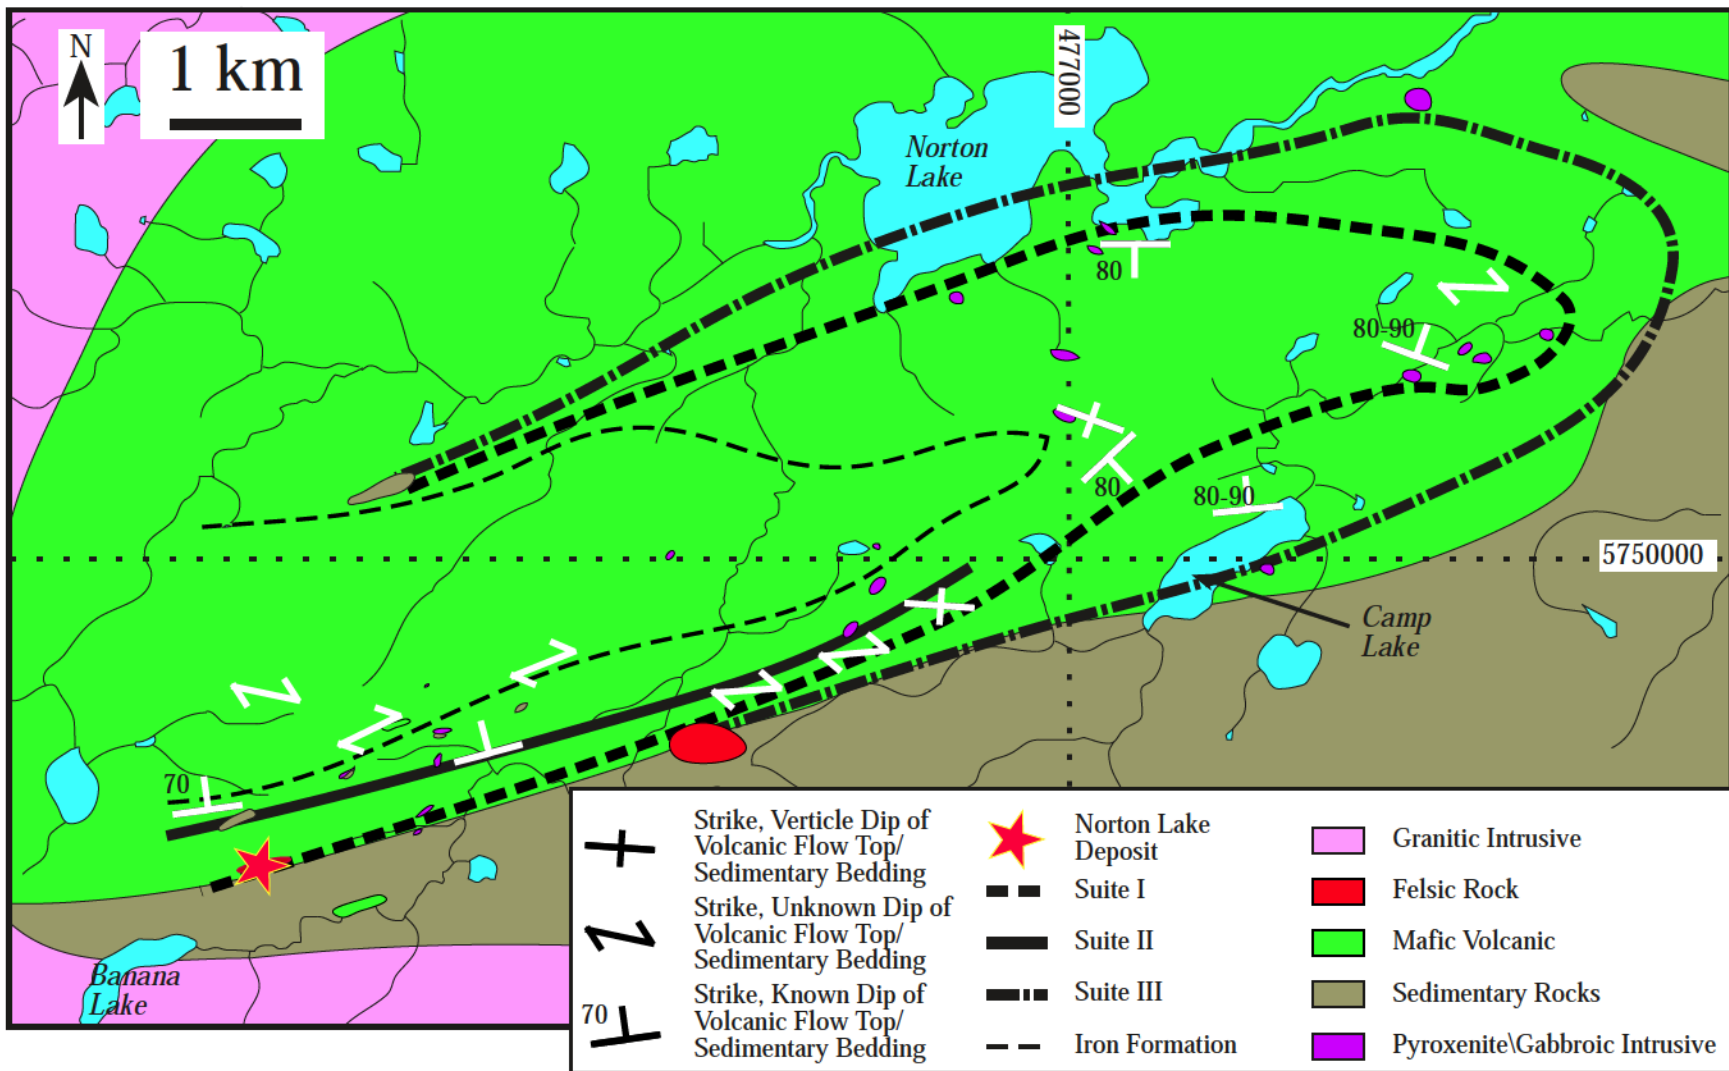 N
1 km
477000
Norton
Lake
80
80-90
80
80-90
5750000
Camp
Lake
70
Banana
Lake
Strike, Verticle Dip of
Volcanic Flow Top/
Sedimentary Bedding
Strike, Unknown Dip of
Volcanic Flow Top/
Sedimentary Bedding
70
Strike, Known Dip of
Volcanic Flow Top/
Sedimentary Bedding
Norton Lake
Deposit
Suite I
Suite II
Suite III
Iron Formation
Granitic Intrusive
Felsic Rock
Mafic Volcanic
Sedimentary Rocks
Pyroxenite\Gabbroic Intrusive